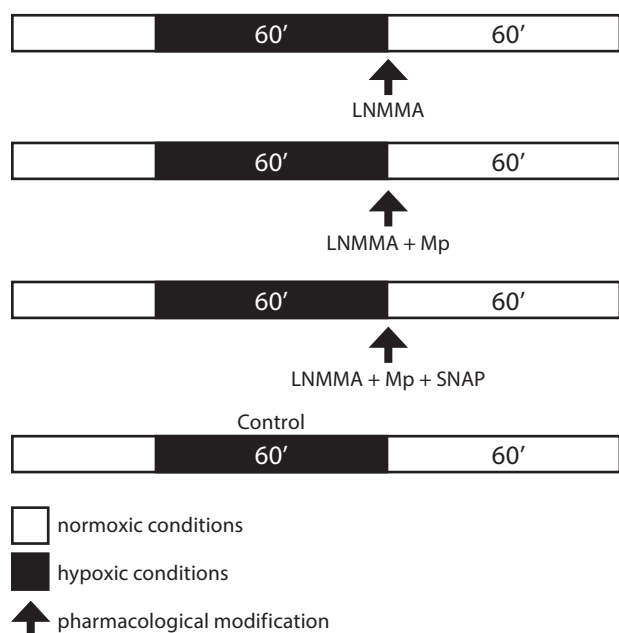 60′ 60′
LNMMA
60′ 60′
LNMMA + Mp
60′ 60′
LNMMA + Mp + SNAP
Control
60′ 60′
normoxic conditions
hypoxic conditions
pharmacological modification